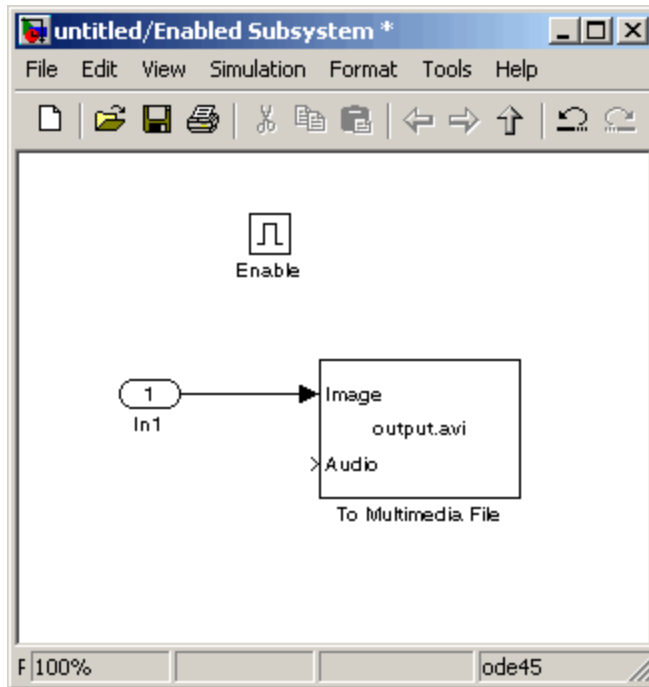 untitled/Enabled Subsystem *
File Edit View Simulation Format Tools Help
Enable
1
In1
Image
output.avi
Audio
To Multimedia File
F 100% ode45